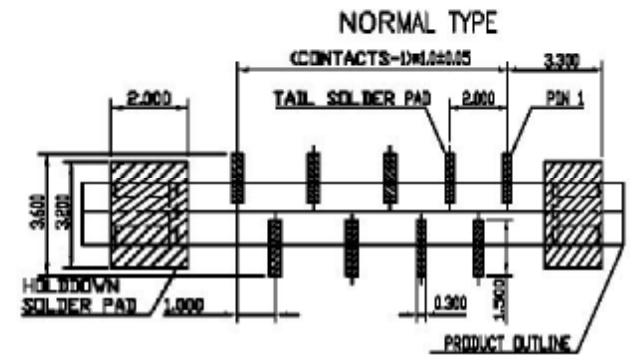 NORMAL TYPE
(CONTACTS-1)*1.0±0.05
3.300
2.000
TAIL SOLDER PAD
2.000
PIN 1
3.600
3.200
HOLDDOWN
SOLDER PAD
1.000
0.300
1.500
PRODUCT OUTLINE